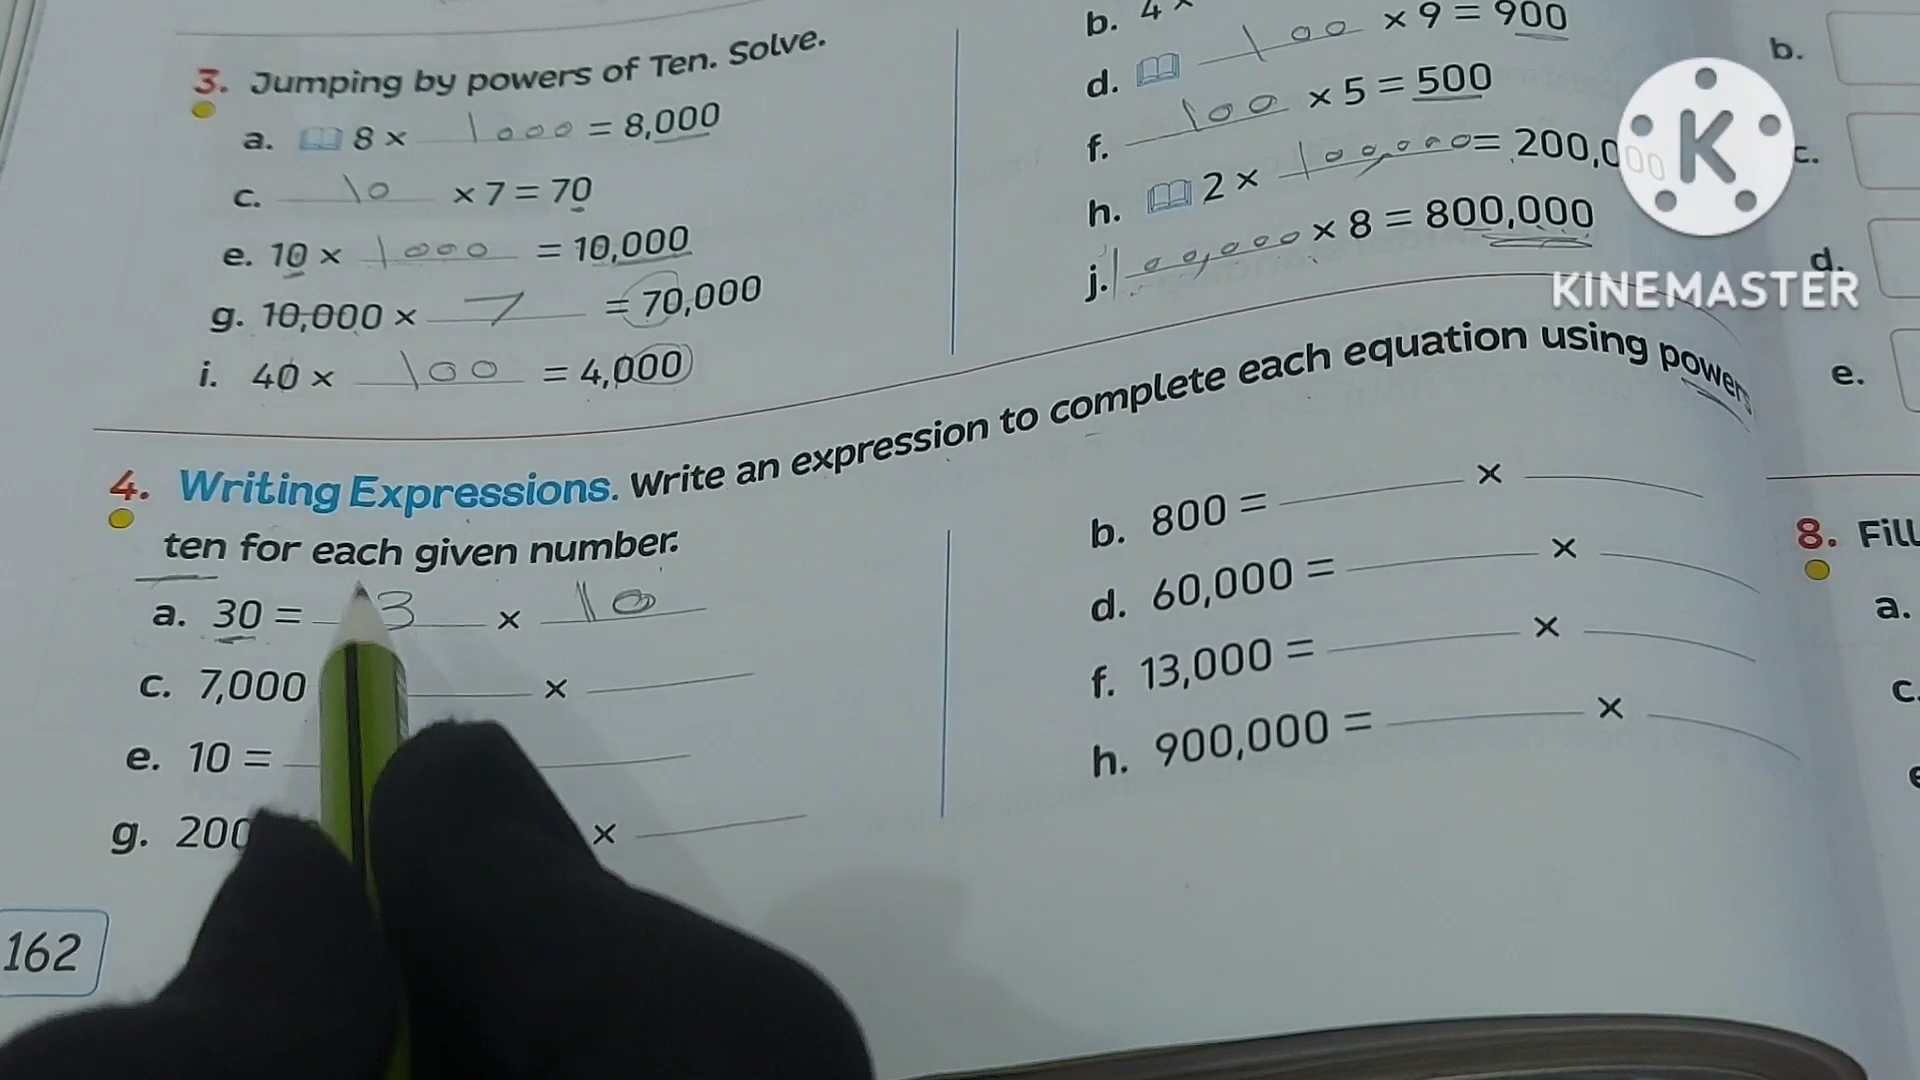 3. Jumping by powers of Ten. Solve.
a. 8 × 1000 = 8,000
c. 10 × 7 = 70
e. 10 × 1000 = 10,000
g. 10,000 × 7 = 70,000
i. 40 × 100 = 4,000
b. 4 ×
d. 100 × 9 = 900
f. 100 × 5 = 500
h. 2 × 100,000 = 200,000
j. 100,000 × 8 = 800,000
4. Writing Expressions. Write an expression to complete each equation using powers
ten for each given number.
a. 30 = 3 × 10
c. 7,000 ×
e. 10 =
g. 200 ×
b. 800 = ×
d. 60,000 = ×
f. 13,000 = ×
h. 900,000 = ×
162
b.
c.
d.
e.
8. Fill
a.
c.
K
KINEMASTER